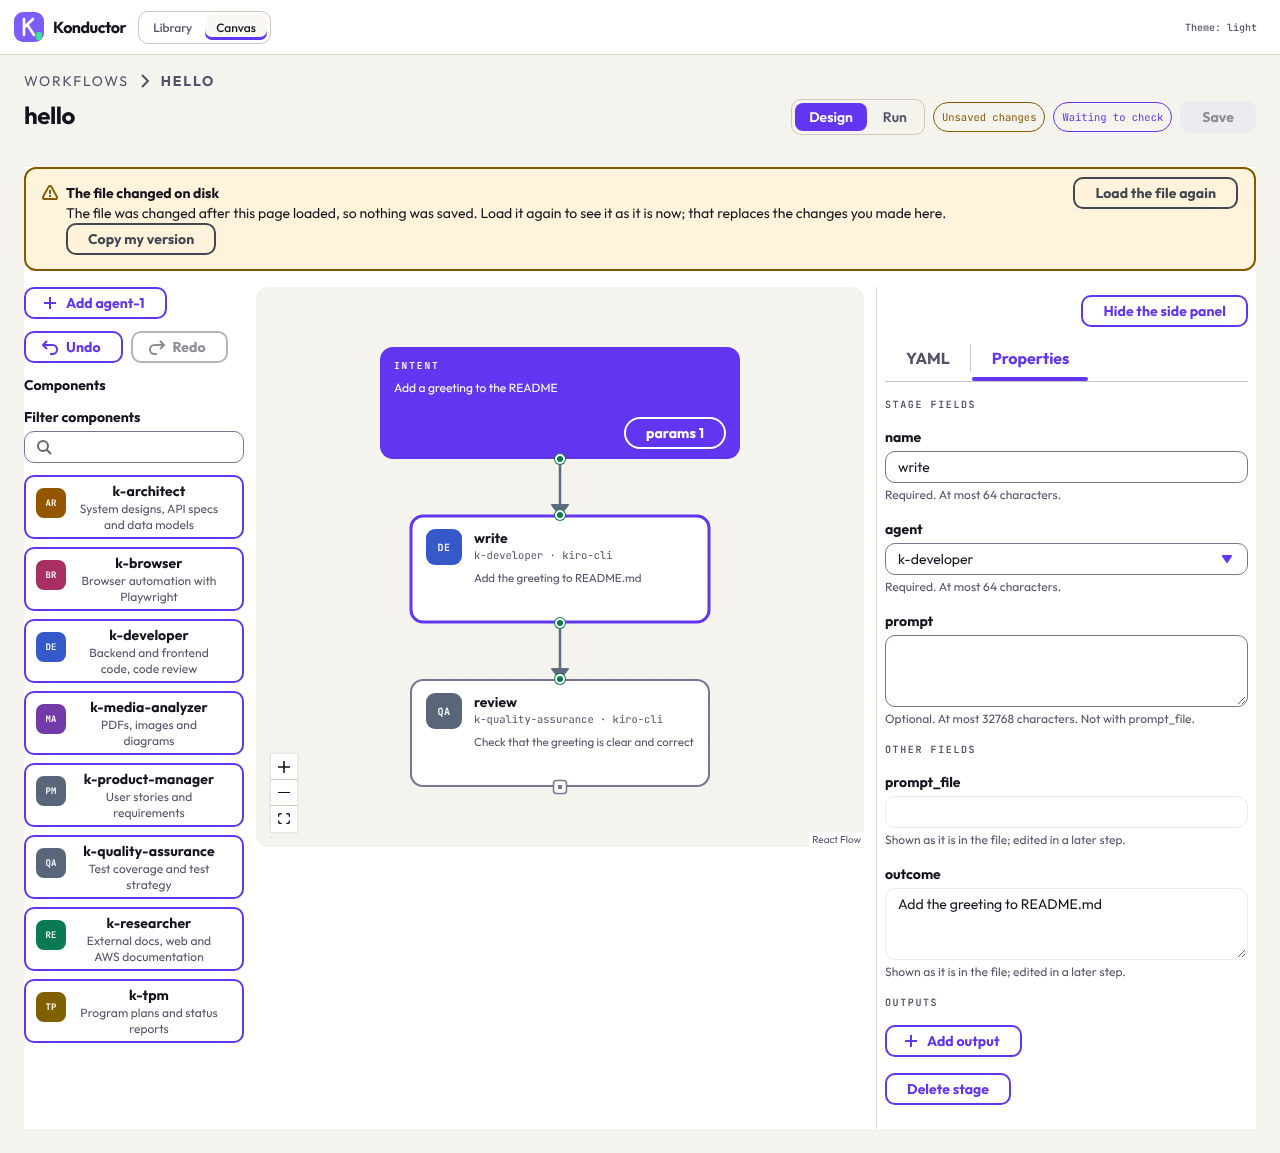 Konductor
Library
Canvas
Theme: light
WORKFLOWS
HELLO
hello
Design
Run
Unsaved changes
Waiting to check
Save
The file changed on disk
The file was changed after this page loaded, so nothing was saved. Load it again to see it as it is now; that replaces the changes you made here.
Copy my version
Load the file again
Add agent-1
Undo
Redo
Components
Filter components
AR
k-architect
System designs, API specs
and data models
BR
k-browser
Browser automation with
Playwright
DE
k-developer
Backend and frontend
code, code review
MA
k-media-analyzer
PDFs, images and
diagrams
PM
k-product-manager
User stories and
requirements
QA
k-quality-assurance
Test coverage and test
strategy
RE
k-researcher
External docs, web and
AWS documentation
TP
k-tpm
Program plans and status
reports
INTENT
Add a greeting to the README
params 1
DE
write
k-developer · kiro-cli
Add the greeting to README.md
QA
review
k-quality-assurance · kiro-cli
Check that the greeting is clear and correct
React Flow
Hide the side panel
YAML
Properties
STAGE FIELDS
name
write
Required. At most 64 characters.
agent
k-developer
Required. At most 64 characters.
prompt
Optional. At most 32768 characters. Not with prompt_file.
OTHER FIELDS
prompt_file
Shown as it is in the file; edited in a later step.
outcome
Add the greeting to README.md
Shown as it is in the file; edited in a later step.
OUTPUTS
Add output
Delete stage